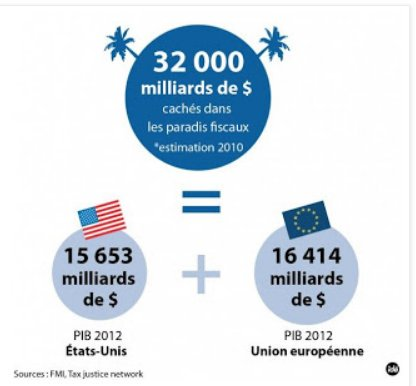 32 000
milliards de $
cachés dans
les paradis fiscaux
*estimation 2010
=
15 653
milliards
de $
+
16 414
milliards
de $
PIB 2012
États-Unis
PIB 2012
Union européenne
Sources : FMI, Tax justice network
idé